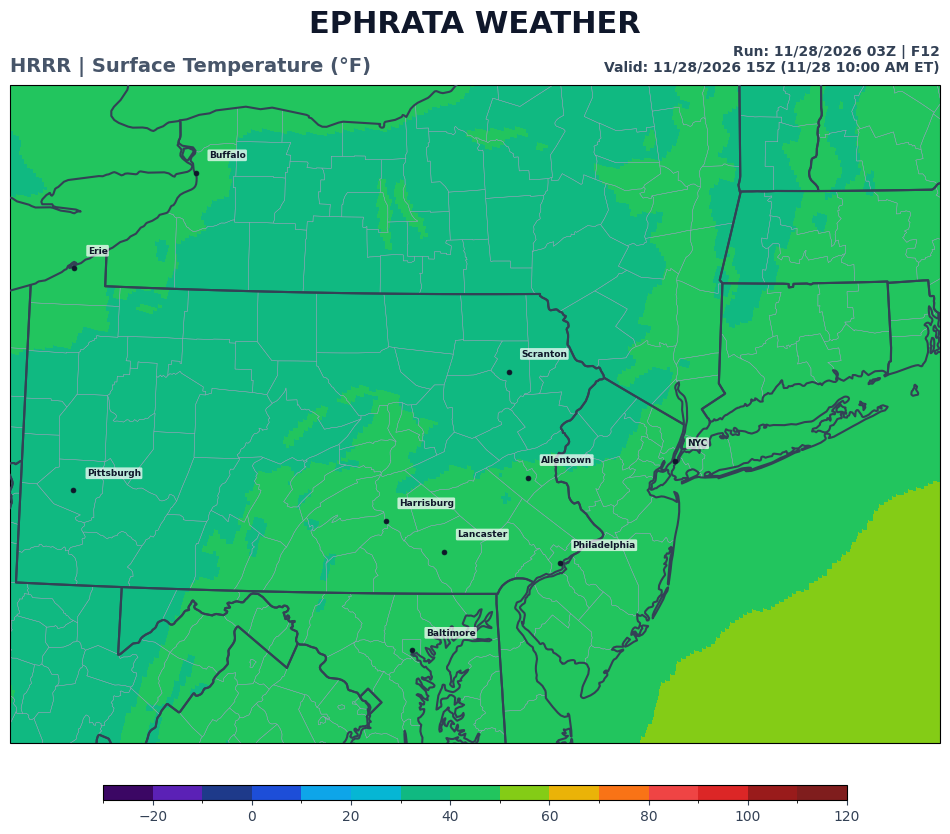 EPHRATA WEATHER
HRRR | Surface Temperature (°F)
Run: 11/28/2026 03Z | F12
Valid: 11/28/2026 15Z (11/28 10:00 AM ET)
Buffalo
Erie
Scranton
NYC
Allentown
Pittsburgh
Harrisburg
Lancaster
Philadelphia
Baltimore
−20 0 20 40 60 80 100 120